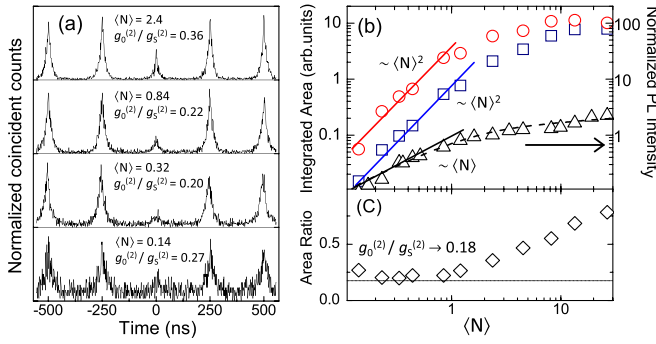 (a)
⟨N⟩ = 2.4
g₀⁽²⁾ / gₛ⁽²⁾ = 0.36
⟨N⟩ = 0.84
g₀⁽²⁾ / gₛ⁽²⁾ = 0.22
⟨N⟩ = 0.32
g₀⁽²⁾ / gₛ⁽²⁾ = 0.20
⟨N⟩ = 0.14
g₀⁽²⁾ / gₛ⁽²⁾ = 0.27
Normalized coincident counts
-500 -250 0 250 500
Time (ns)
(b)
10
1
0.1
Integrated Area (arb.units)
~ ⟨N⟩²
~ ⟨N⟩²
~ ⟨N⟩
100
10
1
Normalized PL Intensity
(C)
0.5
0.0
Area Ratio
g₀⁽²⁾ / gₛ⁽²⁾ → 0.18
1 10
⟨N⟩